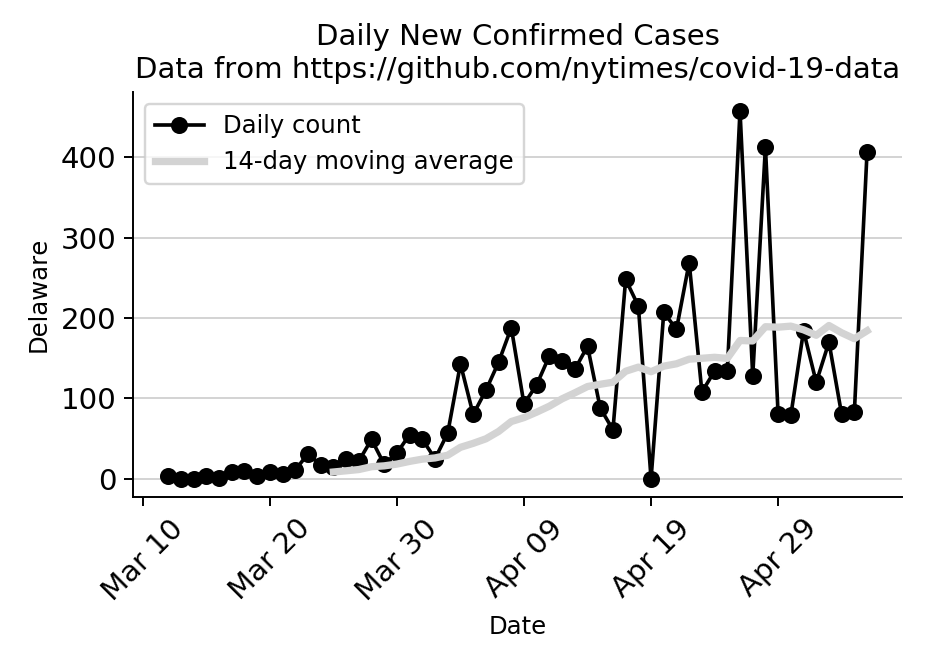 Daily New Confirmed Cases
Data from https://github.com/nytimes/covid-19-data
Daily count
14-day moving average
Delaware
400
300
200
100
0
Mar 10
Mar 20
Mar 30
Apr 09
Apr 19
Apr 29
Date